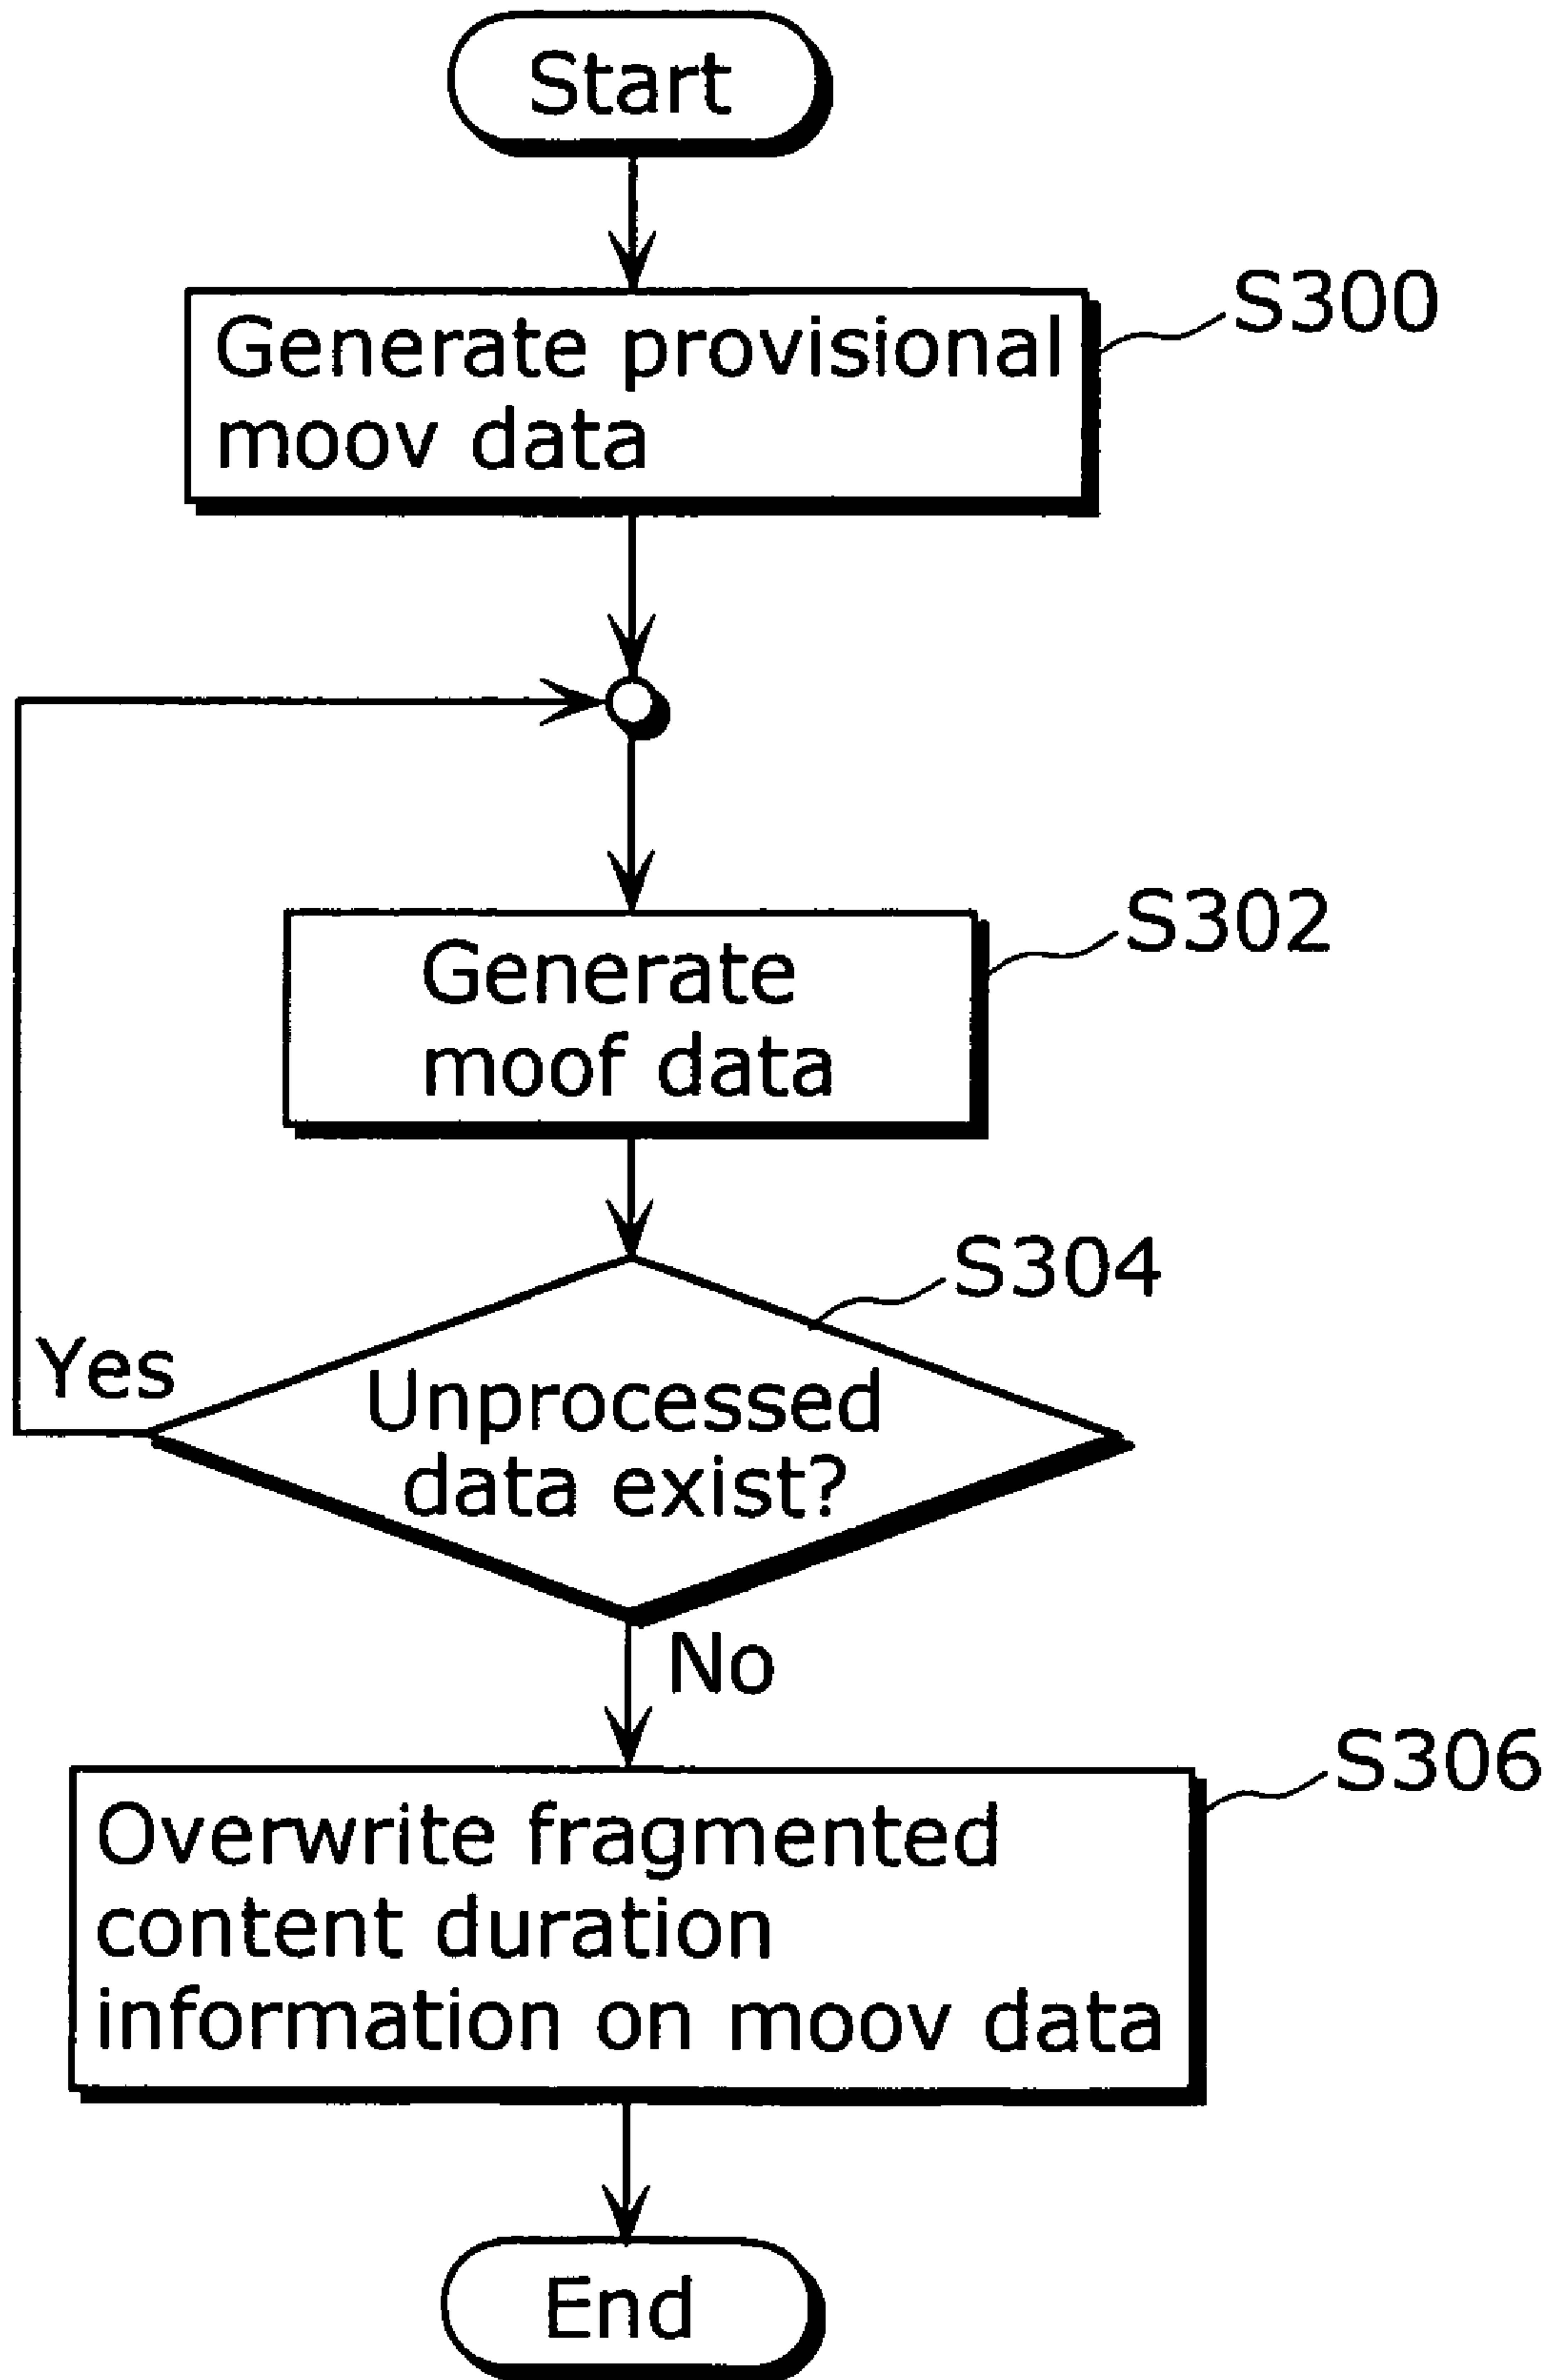 Start
S300
Generate provisional
moov data
S302
Generate
moof data
S304
Yes
Unprocessed
data exist?
No
S306
Overwrite fragmented
content duration
information on moov data
End